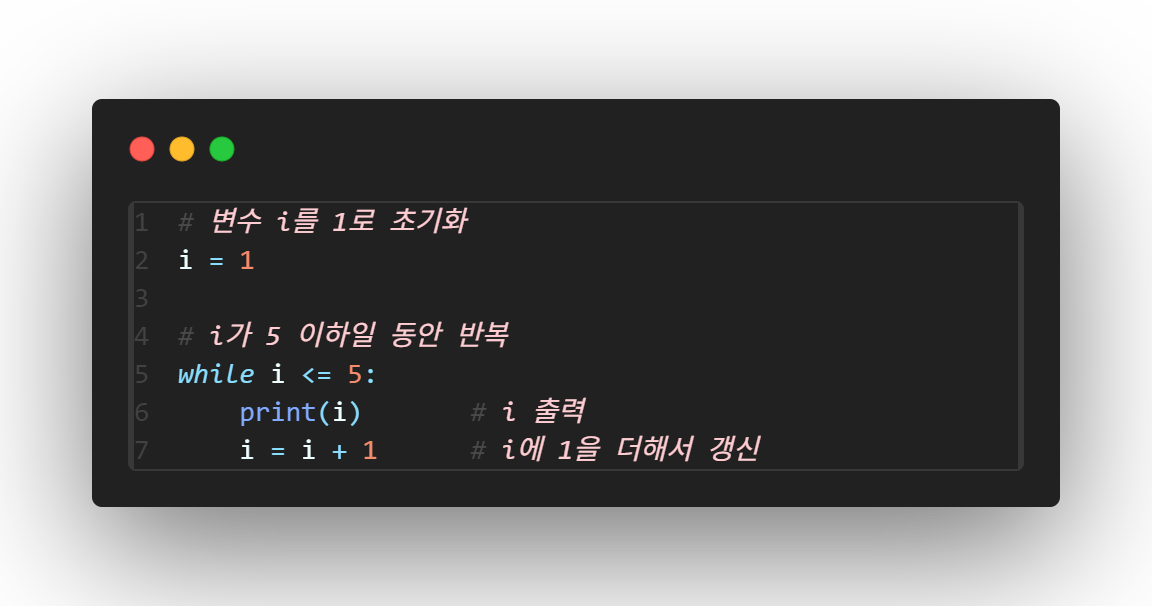 1 # 변수 i를 1로 초기화
2 i = 1
3
4 # i가 5 이하일 동안 반복
5 while i <= 5:
6     print(i)       # i 출력
7     i = i + 1      # i에 1을 더해서 갱신